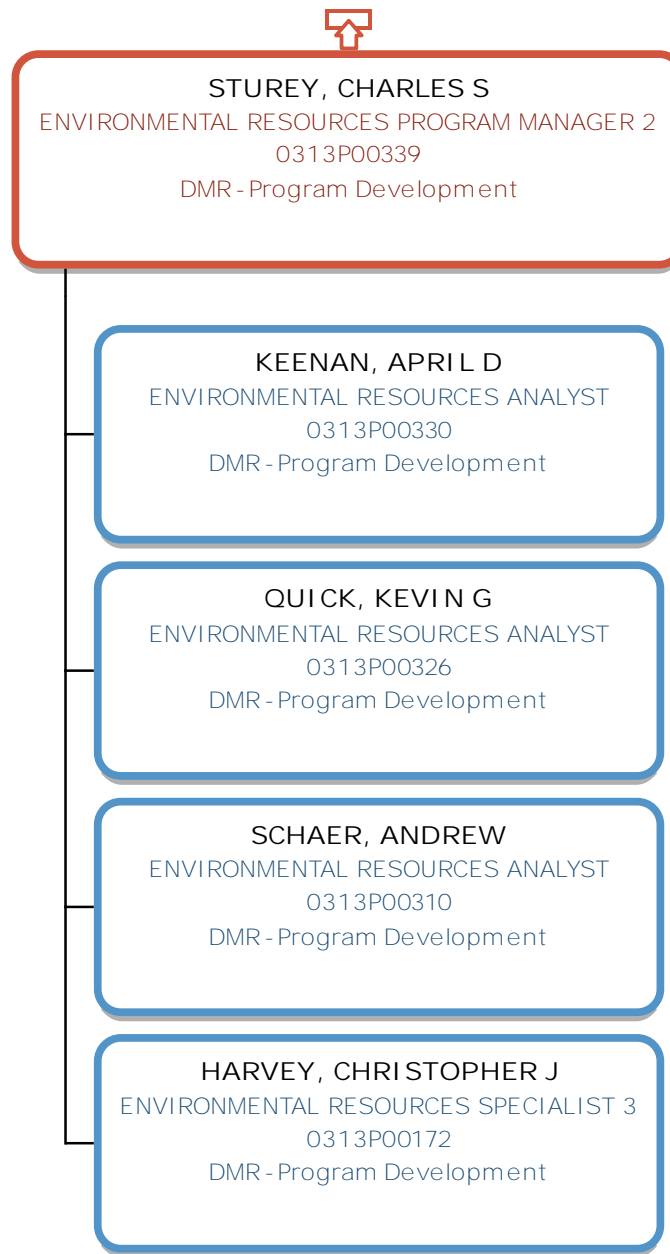 STUREY, CHARLES S
ENVIRONMENTAL RESOURCES PROGRAM MANAGER 2
0313P00339
DMR-Program Development
KEENAN, APRIL D
ENVIRONMENTAL RESOURCES ANALYST
0313P00330
DMR-Program Development
QUICK, KEVIN G
ENVIRONMENTAL RESOURCES ANALYST
0313P00326
DMR-Program Development
SCHAER, ANDREW
ENVIRONMENTAL RESOURCES ANALYST
0313P00310
DMR-Program Development
HARVEY, CHRISTOPHER J
ENVIRONMENTAL RESOURCES SPECIALIST 3
0313P00172
DMR-Program Development